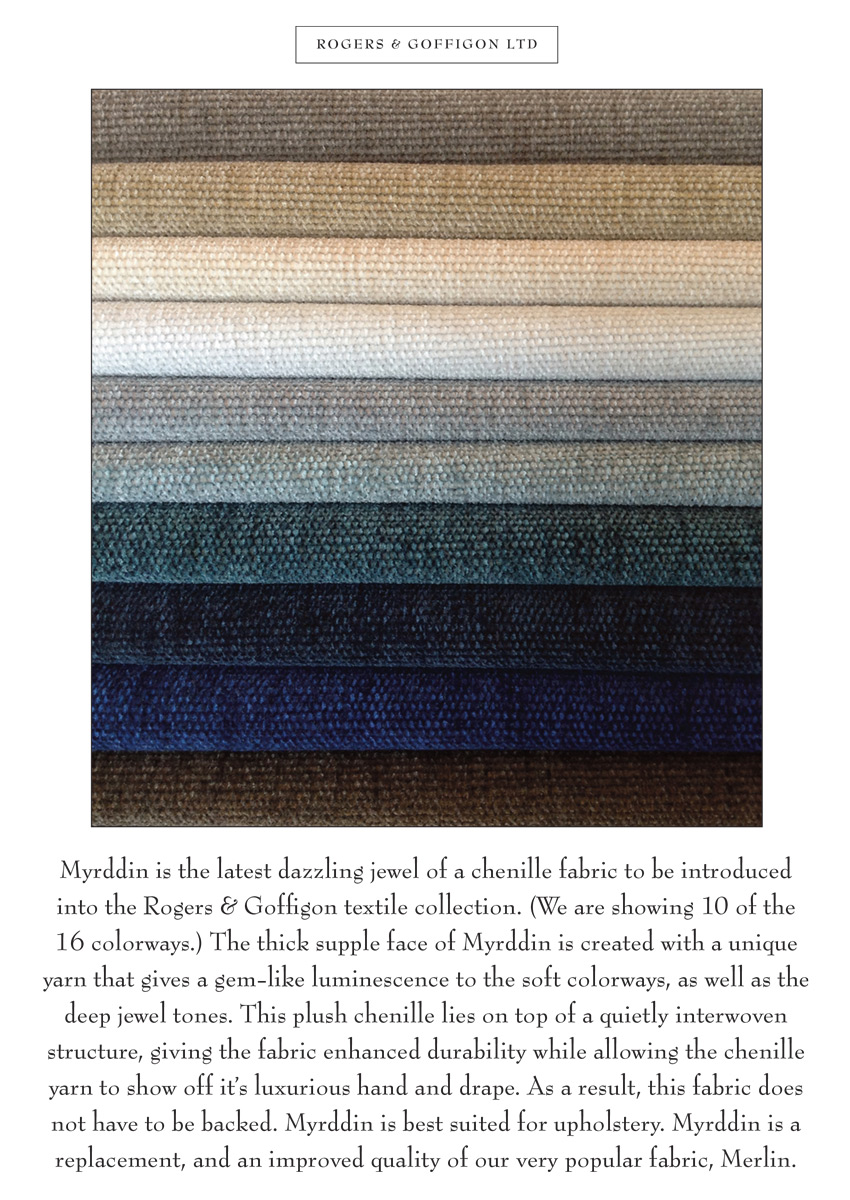 ROGERS & GOFFIGON LTD
Myrddin is the latest dazzling jewel of a chenille fabric to be introduced
into the Rogers & Goffigon textile collection. (We are showing 10 of the
16 colorways.) The thick supple face of Myrddin is created with a unique
yarn that gives a gem-like luminescence to the soft colorways, as well as the
deep jewel tones. This plush chenille lies on top of a quietly interwoven
structure, giving the fabric enhanced durability while allowing the chenille
yarn to show off it's luxurious hand and drape. As a result, this fabric does
not have to be backed. Myrddin is best suited for upholstery. Myrddin is a
replacement, and an improved quality of our very popular fabric, Merlin.